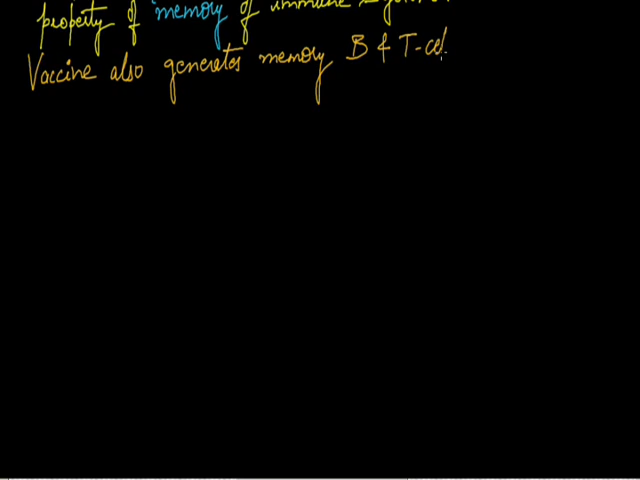 property of memory of immune
Vaccine also generates memory B & T-cel